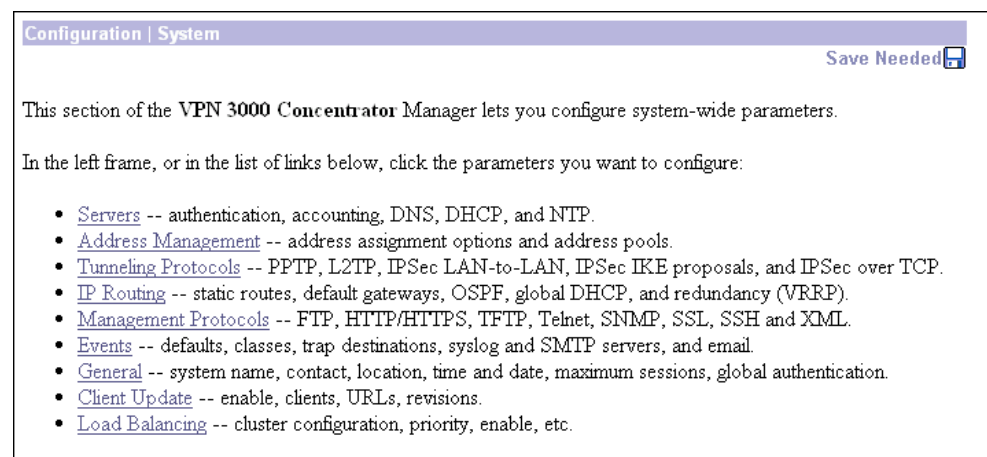 Configuration | System
Save Needed
This section of the VPN 3000 Concentrator Manager lets you configure system-wide parameters.
In the left frame, or in the list of links below, click the parameters you want to configure:
• Servers -- authentication, accounting, DNS, DHCP, and NTP.
• Address Management -- address assignment options and address pools.
• Tunneling Protocols -- PPTP, L2TP, IPSec LAN-to-LAN, IPSec IKE proposals, and IPSec over TCP.
• IP Routing -- static routes, default gateways, OSPF, global DHCP, and redundancy (VRRP).
• Management Protocols -- FTP, HTTP/HTTPS, TFTP, Telnet, SNMP, SSL, SSH and XML.
• Events -- defaults, classes, trap destinations, syslog and SMTP servers, and email.
• General -- system name, contact, location, time and date, maximum sessions, global authentication.
• Client Update -- enable, clients, URLs, revisions.
• Load Balancing -- cluster configuration, priority, enable, etc.